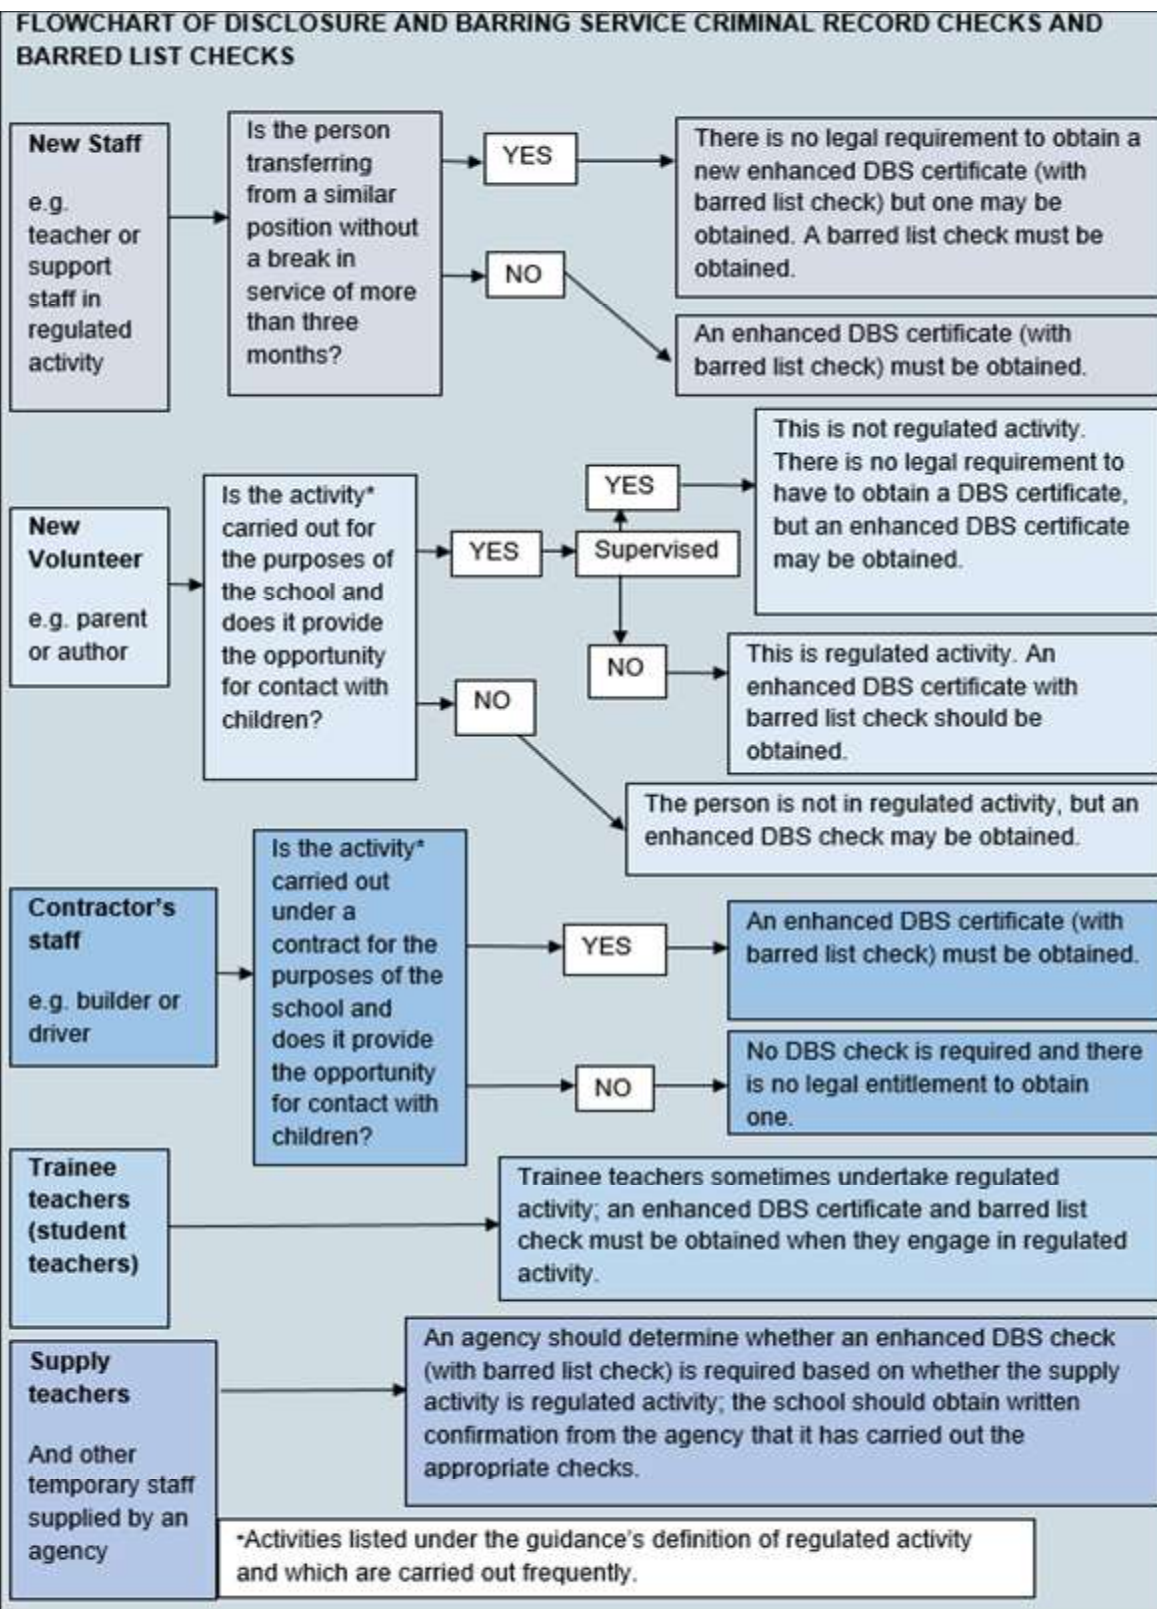 FLOWCHART OF DISCLOSURE AND BARRING SERVICE CRIMINAL RECORD CHECKS AND
BARRED LIST CHECKS
New Staff
e.g.
teacher or
support
staff in
regulated
activity
Is the person
transferring
from a similar
position without
a break in
service of more
than three
months?
YES
There is no legal requirement to obtain a
new enhanced DBS certificate (with
barred list check) but one may be
obtained. A barred list check must be
obtained.
NO
An enhanced DBS certificate (with
barred list check) must be obtained.
New
Volunteer
e.g. parent
or author
Is the activity*
carried out for
the purposes of
the school and
does it provide
the opportunity
for contact with
children?
YES
Supervised
YES
This is not regulated activity.
There is no legal requirement to
have to obtain a DBS certificate,
but an enhanced DBS certificate
may be obtained.
NO
This is regulated activity. An
enhanced DBS certificate with
barred list check should be
obtained.
NO
The person is not in regulated activity, but an
enhanced DBS check may be obtained.
Contractor's
staff
e.g. builder or
driver
Is the activity*
carried out
under a
contract for the
purposes of the
school and
does it provide
the opportunity
for contact with
children?
YES
An enhanced DBS certificate (with
barred list check) must be obtained.
NO
No DBS check is required and there
is no legal entitlement to obtain
one.
Trainee
teachers
(student
teachers)
Trainee teachers sometimes undertake regulated
activity; an enhanced DBS certificate and barred list
check must be obtained when they engage in regulated
activity.
Supply
teachers
And other
temporary staff
supplied by an
agency
An agency should determine whether an enhanced DBS check
(with barred list check) is required based on whether the supply
activity is regulated activity; the school should obtain written
confirmation from the agency that it has carried out the
appropriate checks.
*Activities listed under the guidance's definition of regulated activity
and which are carried out frequently.